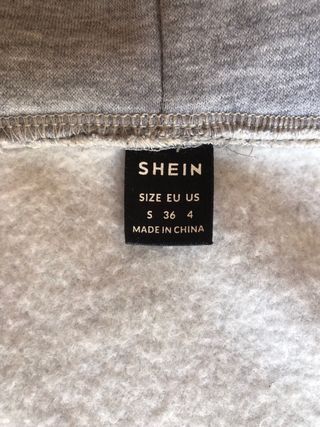 SHEIN
SIZE EU US
S 36 4
MADE IN CHINA